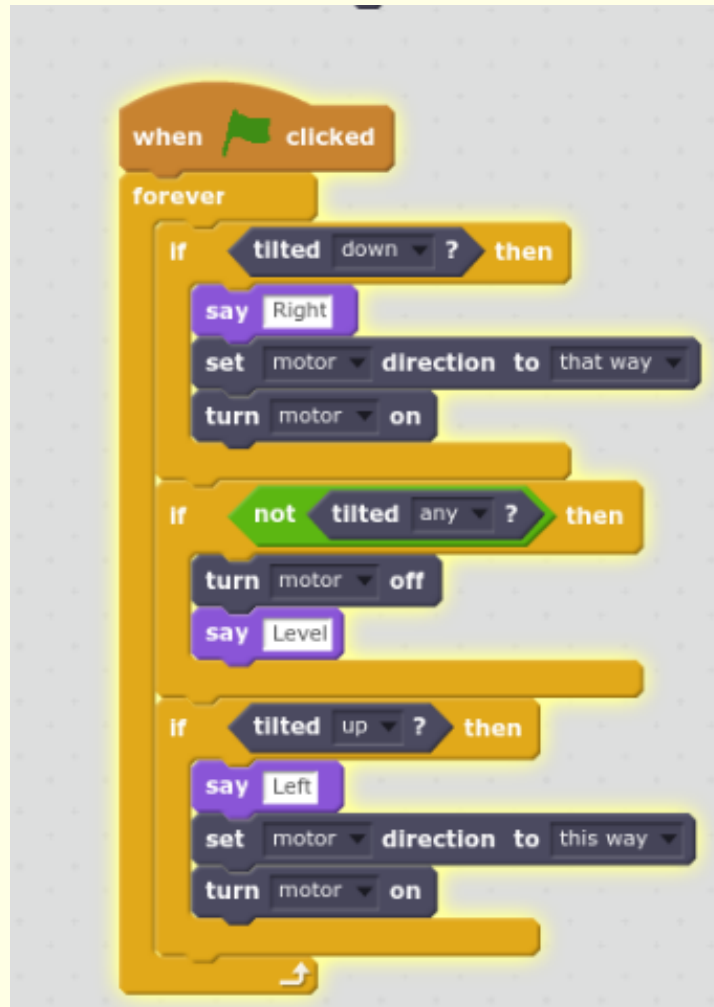 when clicked
forever
if tilted down ? then
say Right
set motor direction to that way
turn motor on
if not tilted any ? then
turn motor off
say Level
if tilted up ? then
say Left
set motor direction to this way
turn motor on